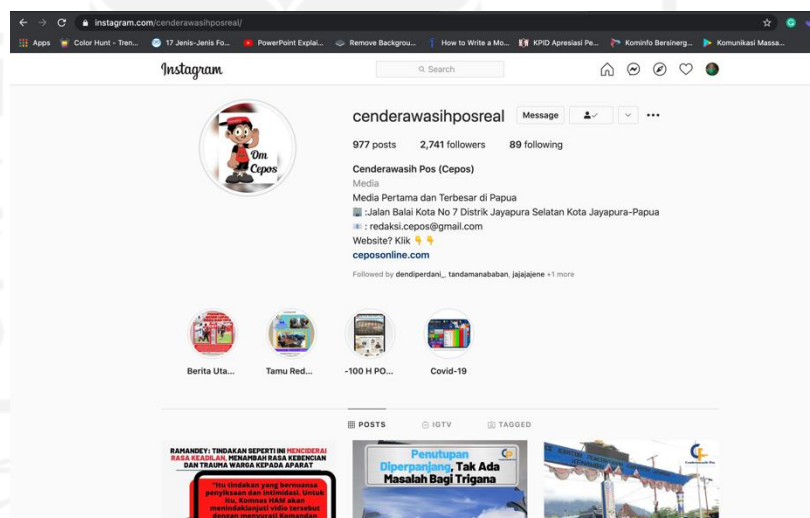 instagram.com/cenderawasihposreal/
Apps Color Hunt - Tren... 17 Jenis-Jenis Fo... PowerPoint Explai... Remove Backgrou... How to Write a Mo... KPID Apresiasi Pe... Kominfo Bersinerg... Komunikasi Massa...
Instagram
Search
Om
Cepos
cenderawasihposreal Message
977 posts 2,741 followers 89 following
Cenderawasih Pos (Cepos)
Media
Media Pertama dan Terbesar di Papua
🏢 :Jalan Balai Kota No 7 Distrik Jayapura Selatan Kota Jayapura-Papua
📧 : redaksi.cepos@gmail.com
Website? Klik 👇 👇
ceposonline.com
Followed by dendiperdani_, tandamanababan, jajajajene +1 more
Berita Uta... Tamu Red... -100 H PO... Covid-19
POSTS IGTV TAGGED
RAMANDEY: TINDAKAN SEPERTI INI MENCIDERAI
RASA KEADILAN, MENAMBAH RASA KEBENCIAN
DAN TRAUMA WARGA KEPADA APARAT
"Itu tindakan yang bernuansa
penyiksaan dan intimidasi. Untuk
itu, Komnas HAM akan
menindaklanjuti vidio tersebut
dengan menyurati Komandan
Penutupan
Diperpanjang, Tak Ada
Masalah Bagi Trigana